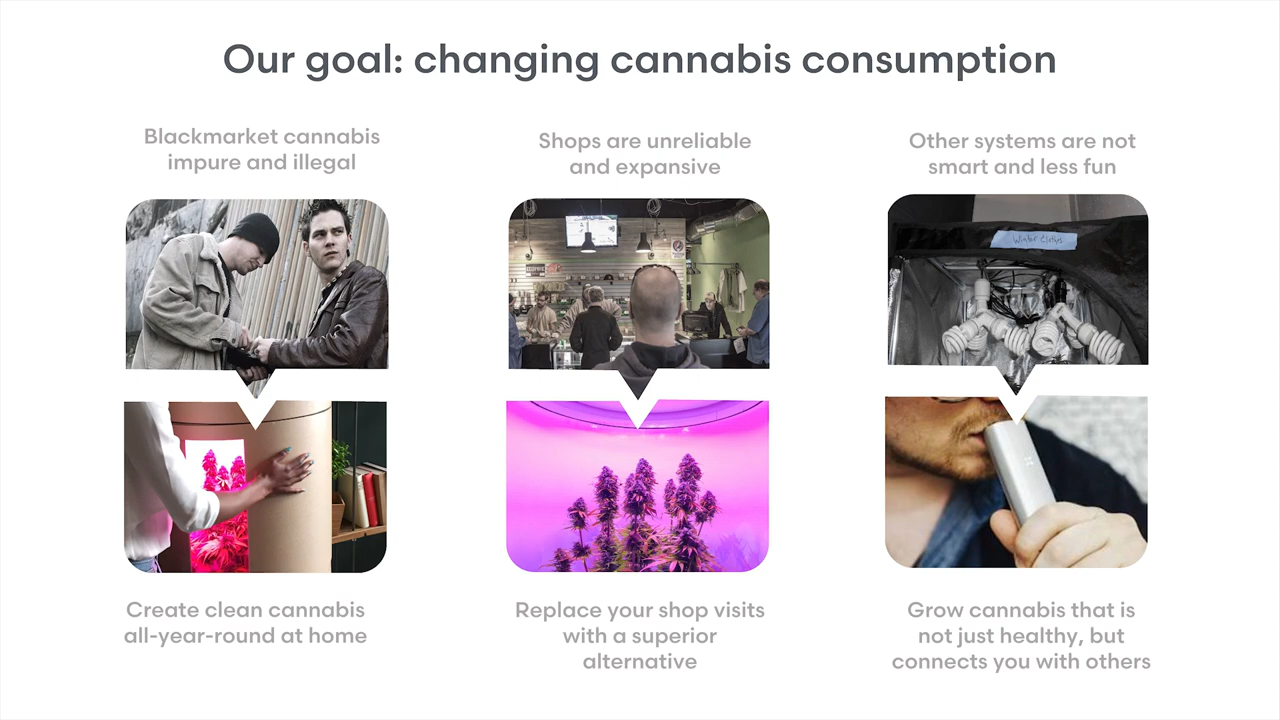 Our goal: changing cannabis consumption
Blackmarket cannabis
impure and illegal
Shops are unreliable
and expansive
Other systems are not
smart and less fun
Winter Clothes
Create clean cannabis
all-year-round at home
Replace your shop visits
with a superior
alternative
Grow cannabis that is
not just healthy, but
connects you with others